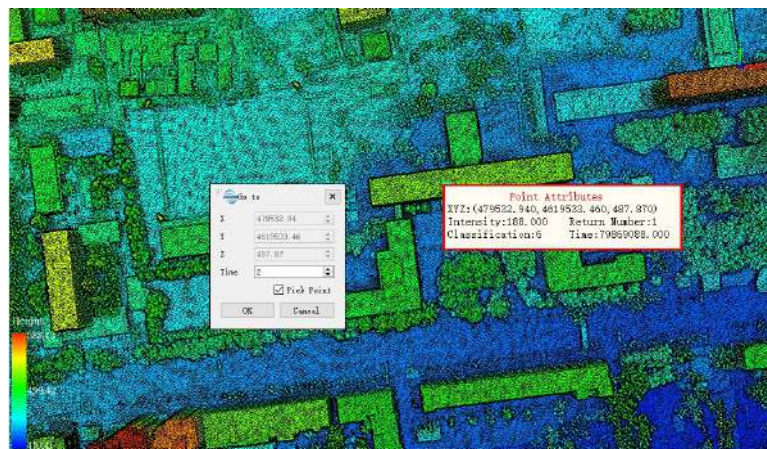 Go to
X 479532.94
Y 4619533.46
Z 487.87
Time 2
Pick Point
OK Cancel
Point Attributes
XYZ:(479532.940,4619533.460,487.870)
Intensity:188.000 Return Number:1
Classification:6 Time:79869088.000
Height